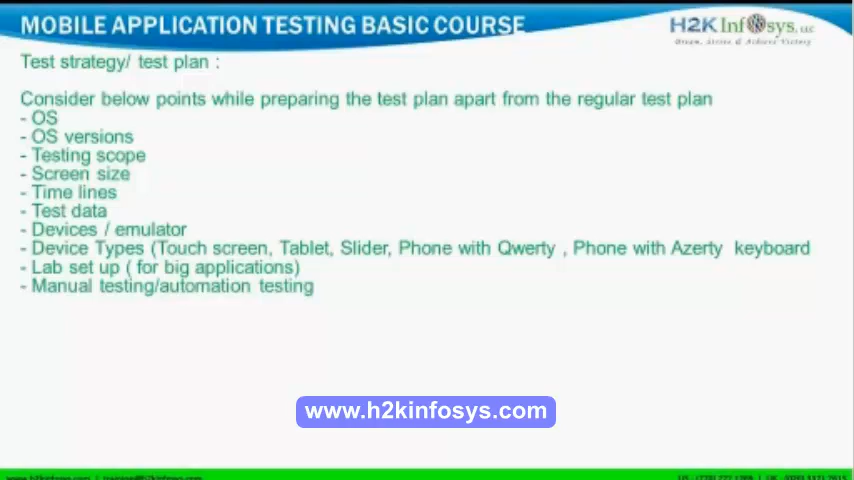 MOBILE APPLICATION TESTING BASIC COURSE
H2K Infosys, LLC
Test strategy/ test plan :
Consider below points while preparing the test plan apart from the regular test plan
- OS
- OS versions
- Testing scope
- Screen size
- Time lines
- Test data
- Devices / emulator
- Device Types (Touch screen, Tablet, Slider, Phone with Qwerty , Phone with Azerty keyboard
- Lab set up ( for big applications)
- Manual testing/automation testing
www.h2kinfosys.com